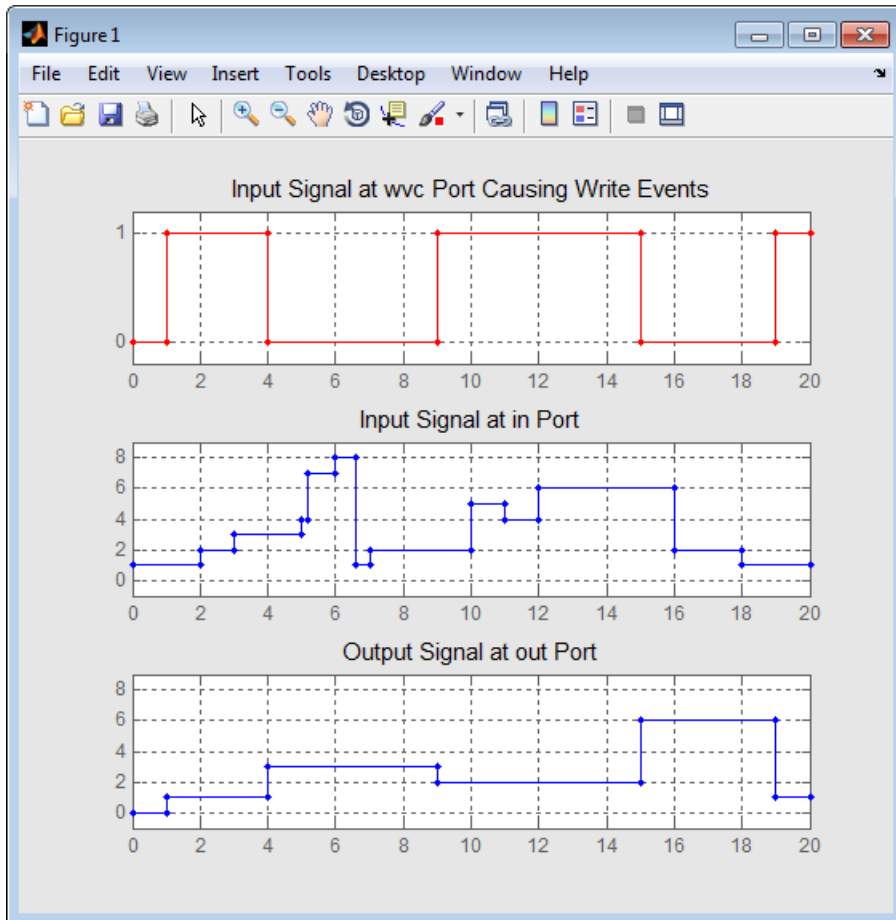 Figure 1
File Edit View Insert Tools Desktop Window Help
Input Signal at wvc Port Causing Write Events
1
0
0 2 4 6 8 10 12 14 16 18 20
Input Signal at in Port
8
6
4
2
0
0 2 4 6 8 10 12 14 16 18 20
Output Signal at out Port
8
6
4
2
0
0 2 4 6 8 10 12 14 16 18 20